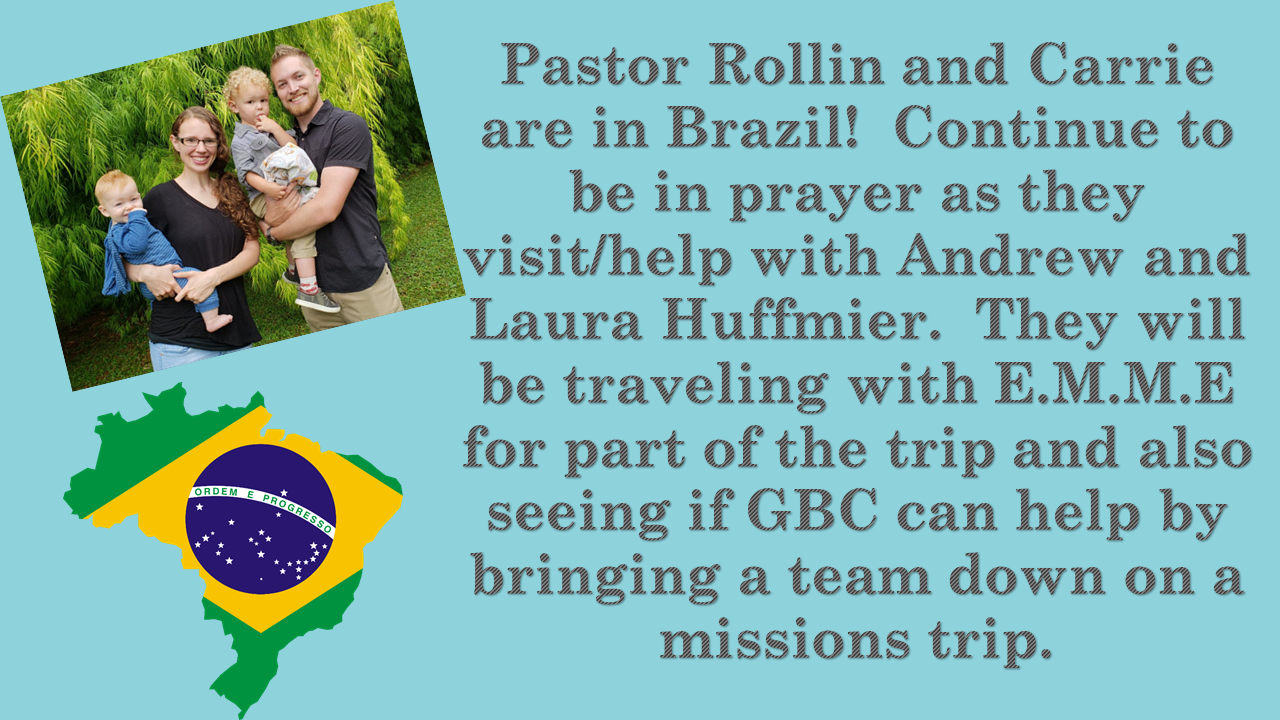 Pastor Rollin and Carrie
are in Brazil!  Continue to
be in prayer as they
visit/help with Andrew and
Laura Huffmier.  They will
be traveling with E.M.M.E
for part of the trip and also
seeing if GBC can help by
bringing a team down on a
missions trip.
ORDEM E PROGRESSO